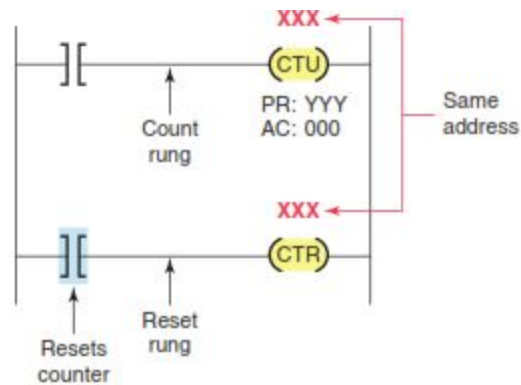 XXX
CTU
PR: YYY
AC: 000
Count
rung
Same
address
XXX
CTR
Reset
rung
Resets
counter